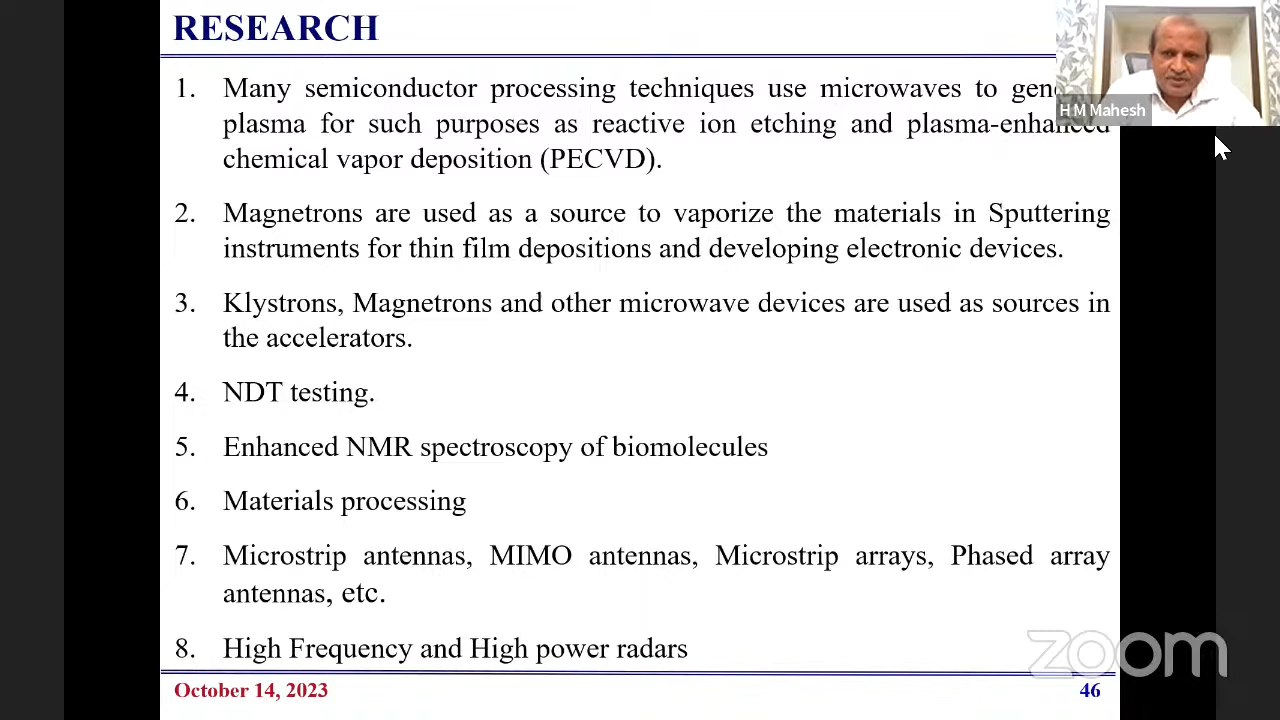 RESEARCH
1. Many semiconductor processing techniques use microwaves to gen
plasma for such purposes as reactive ion etching and plasma-enhanced
chemical vapor deposition (PECVD).
2. Magnetrons are used as a source to vaporize the materials in Sputtering
instruments for thin film depositions and developing electronic devices.
3. Klystrons, Magnetrons and other microwave devices are used as sources in
the accelerators.
4. NDT testing.
5. Enhanced NMR spectroscopy of biomolecules
6. Materials processing
7. Microstrip antennas, MIMO antennas, Microstrip arrays, Phased array
antennas, etc.
8. High Frequency and High power radars
October 14, 2023
46
H M Mahesh
zoom